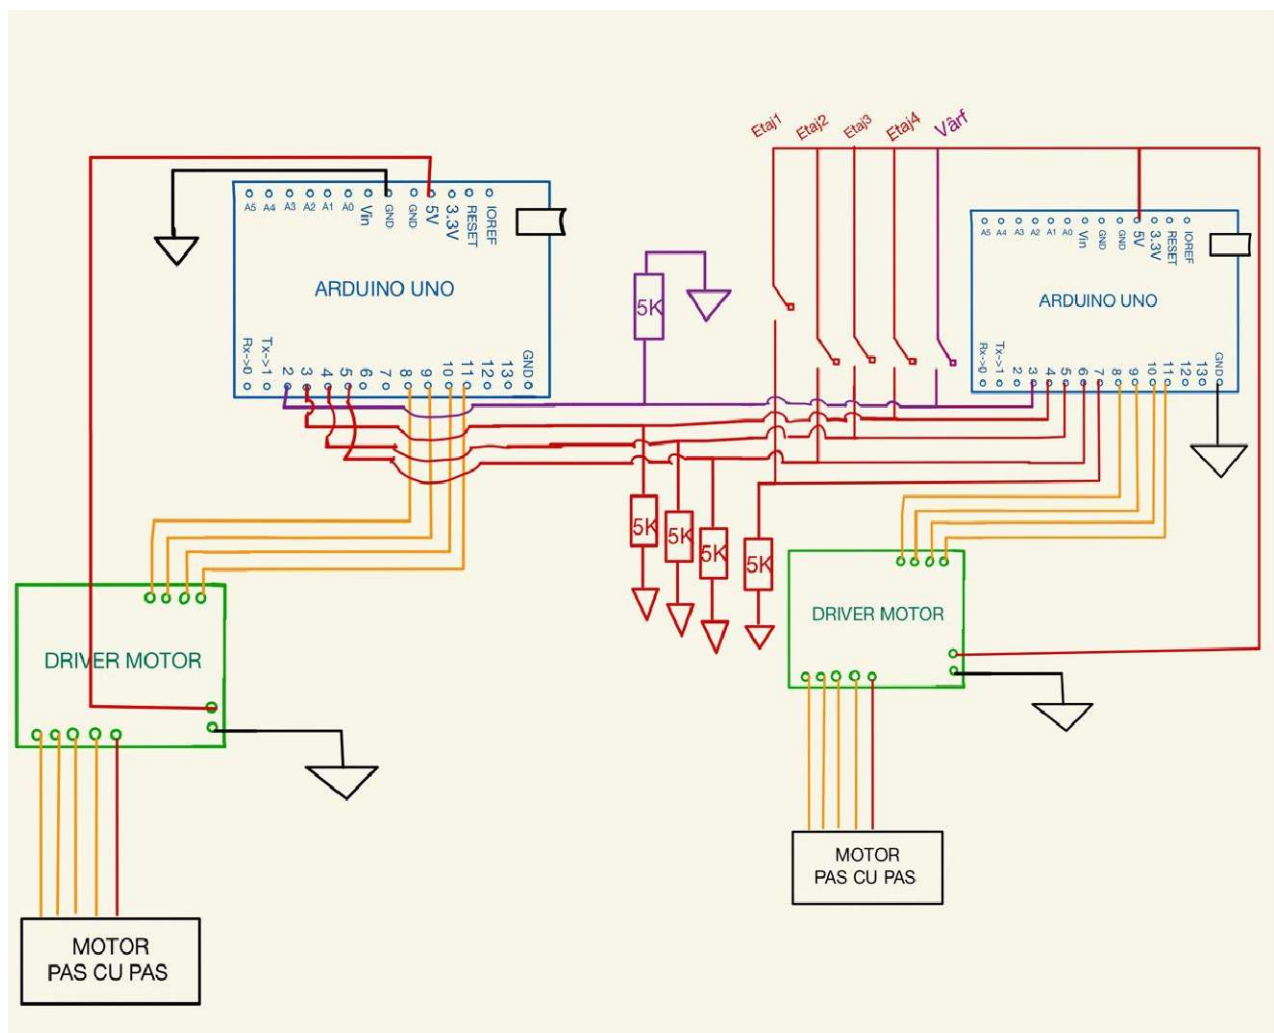 Etaj1 Etaj2 Etaj3 Etaj4 Vârf
A5 A4 A3 A2 A1 A0 Vin GND GND 5V 3.3V RESET IOREF
ARDUINO UNO
Rx->0 Tx->1 2 3 4 5 6 7 8 9 10 11 12 13 GND
5K
A5 A4 A3 A2 A1 A0 Vin GND GND 5V 3.3V RESET IOREF
ARDUINO UNO
Rx->0 Tx->1 2 3 4 5 6 7 8 9 10 11 12 13 GND
5K
5K
5K
5K
DRIVER MOTOR
DRIVER MOTOR
MOTOR
PAS CU PAS
MOTOR
PAS CU PAS